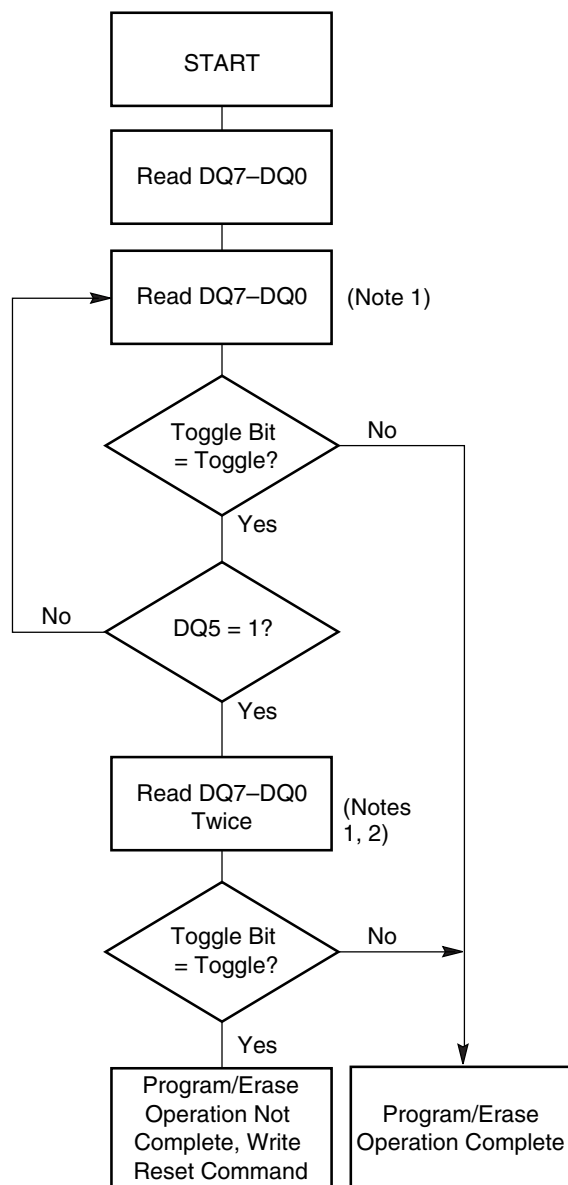 START
Read DQ7–DQ0
Read DQ7–DQ0
(Note 1)
Toggle Bit
= Toggle?
No
Yes
DQ5 = 1?
No
Yes
Read DQ7–DQ0
Twice
(Notes
1, 2)
Toggle Bit
= Toggle?
No
Yes
Program/Erase
Operation Not
Complete, Write
Reset Command
Program/Erase
Operation Complete